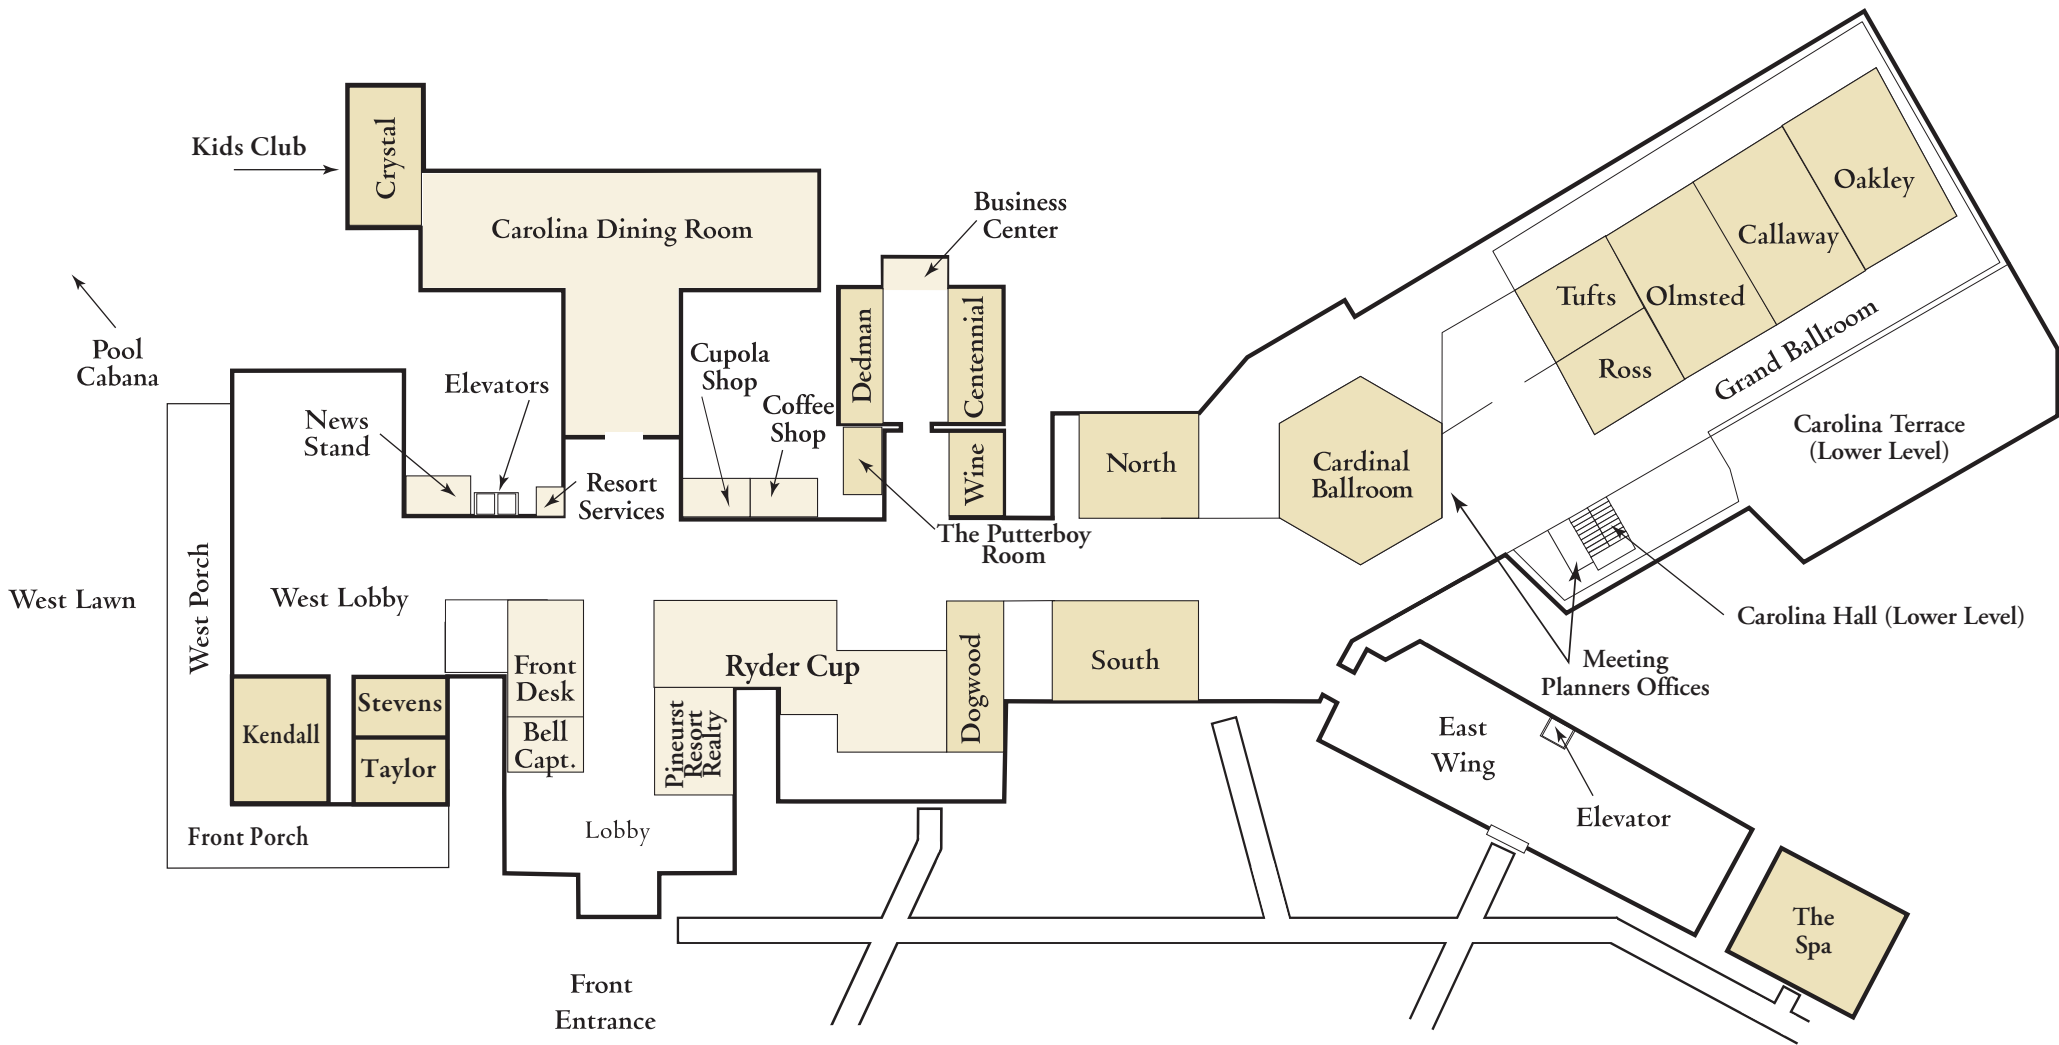 Crystal
Kids Club
Carolina Dining Room
Business
Center
Pool
Cabana
Elevators
News
Stand
Resort
Services
Cupola
Shop
Coffee
Shop
Dedman
Centennial
Wine
The Putterboy
Room
North
Cardinal
Ballroom
Tufts
Ross
Olmsted
Callaway
Oakley
Grand Ballroom
Carolina Terrace
(Lower Level)
Carolina Hall (Lower Level)
Meeting
Planners Offices
West Lawn
West Porch
West Lobby
Front
Desk
Bell
Capt.
Kendall
Stevens
Taylor
Front Porch
Ryder Cup
Pineurst
Resort
Realty
Dogwood
South
Lobby
East
Wing
Elevator
The
Spa
Front
Entrance